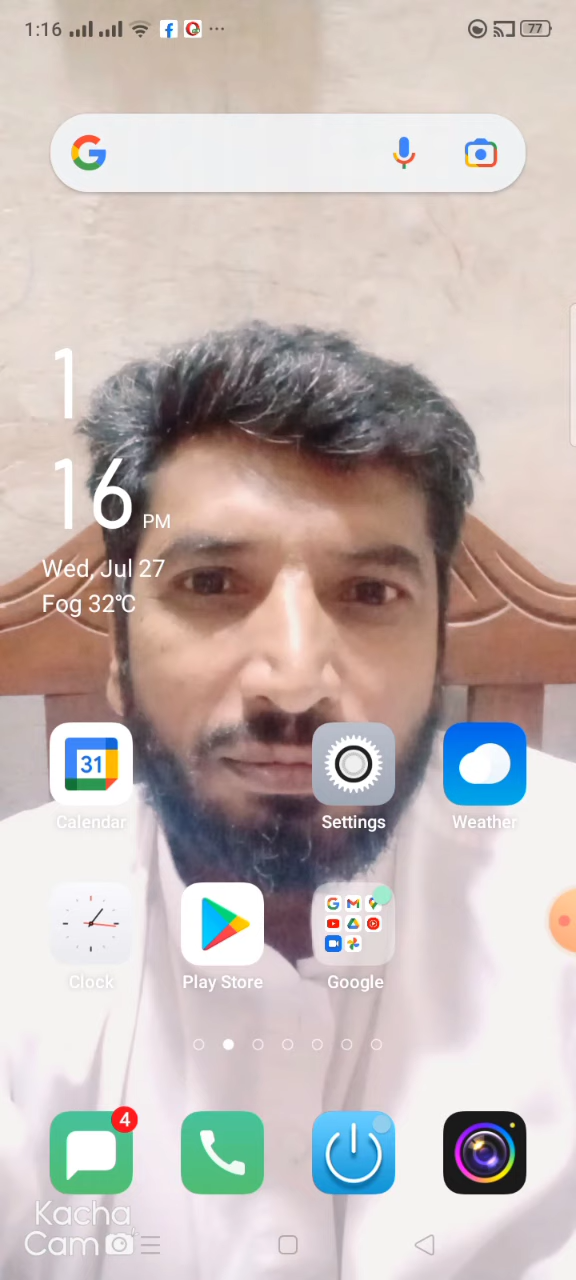 1:16 77
1
16 PM
Wed, Jul 27
Fog 32℃
31
Calendar Settings Weather
Clock Play Store Google
4
Kacha
Cam